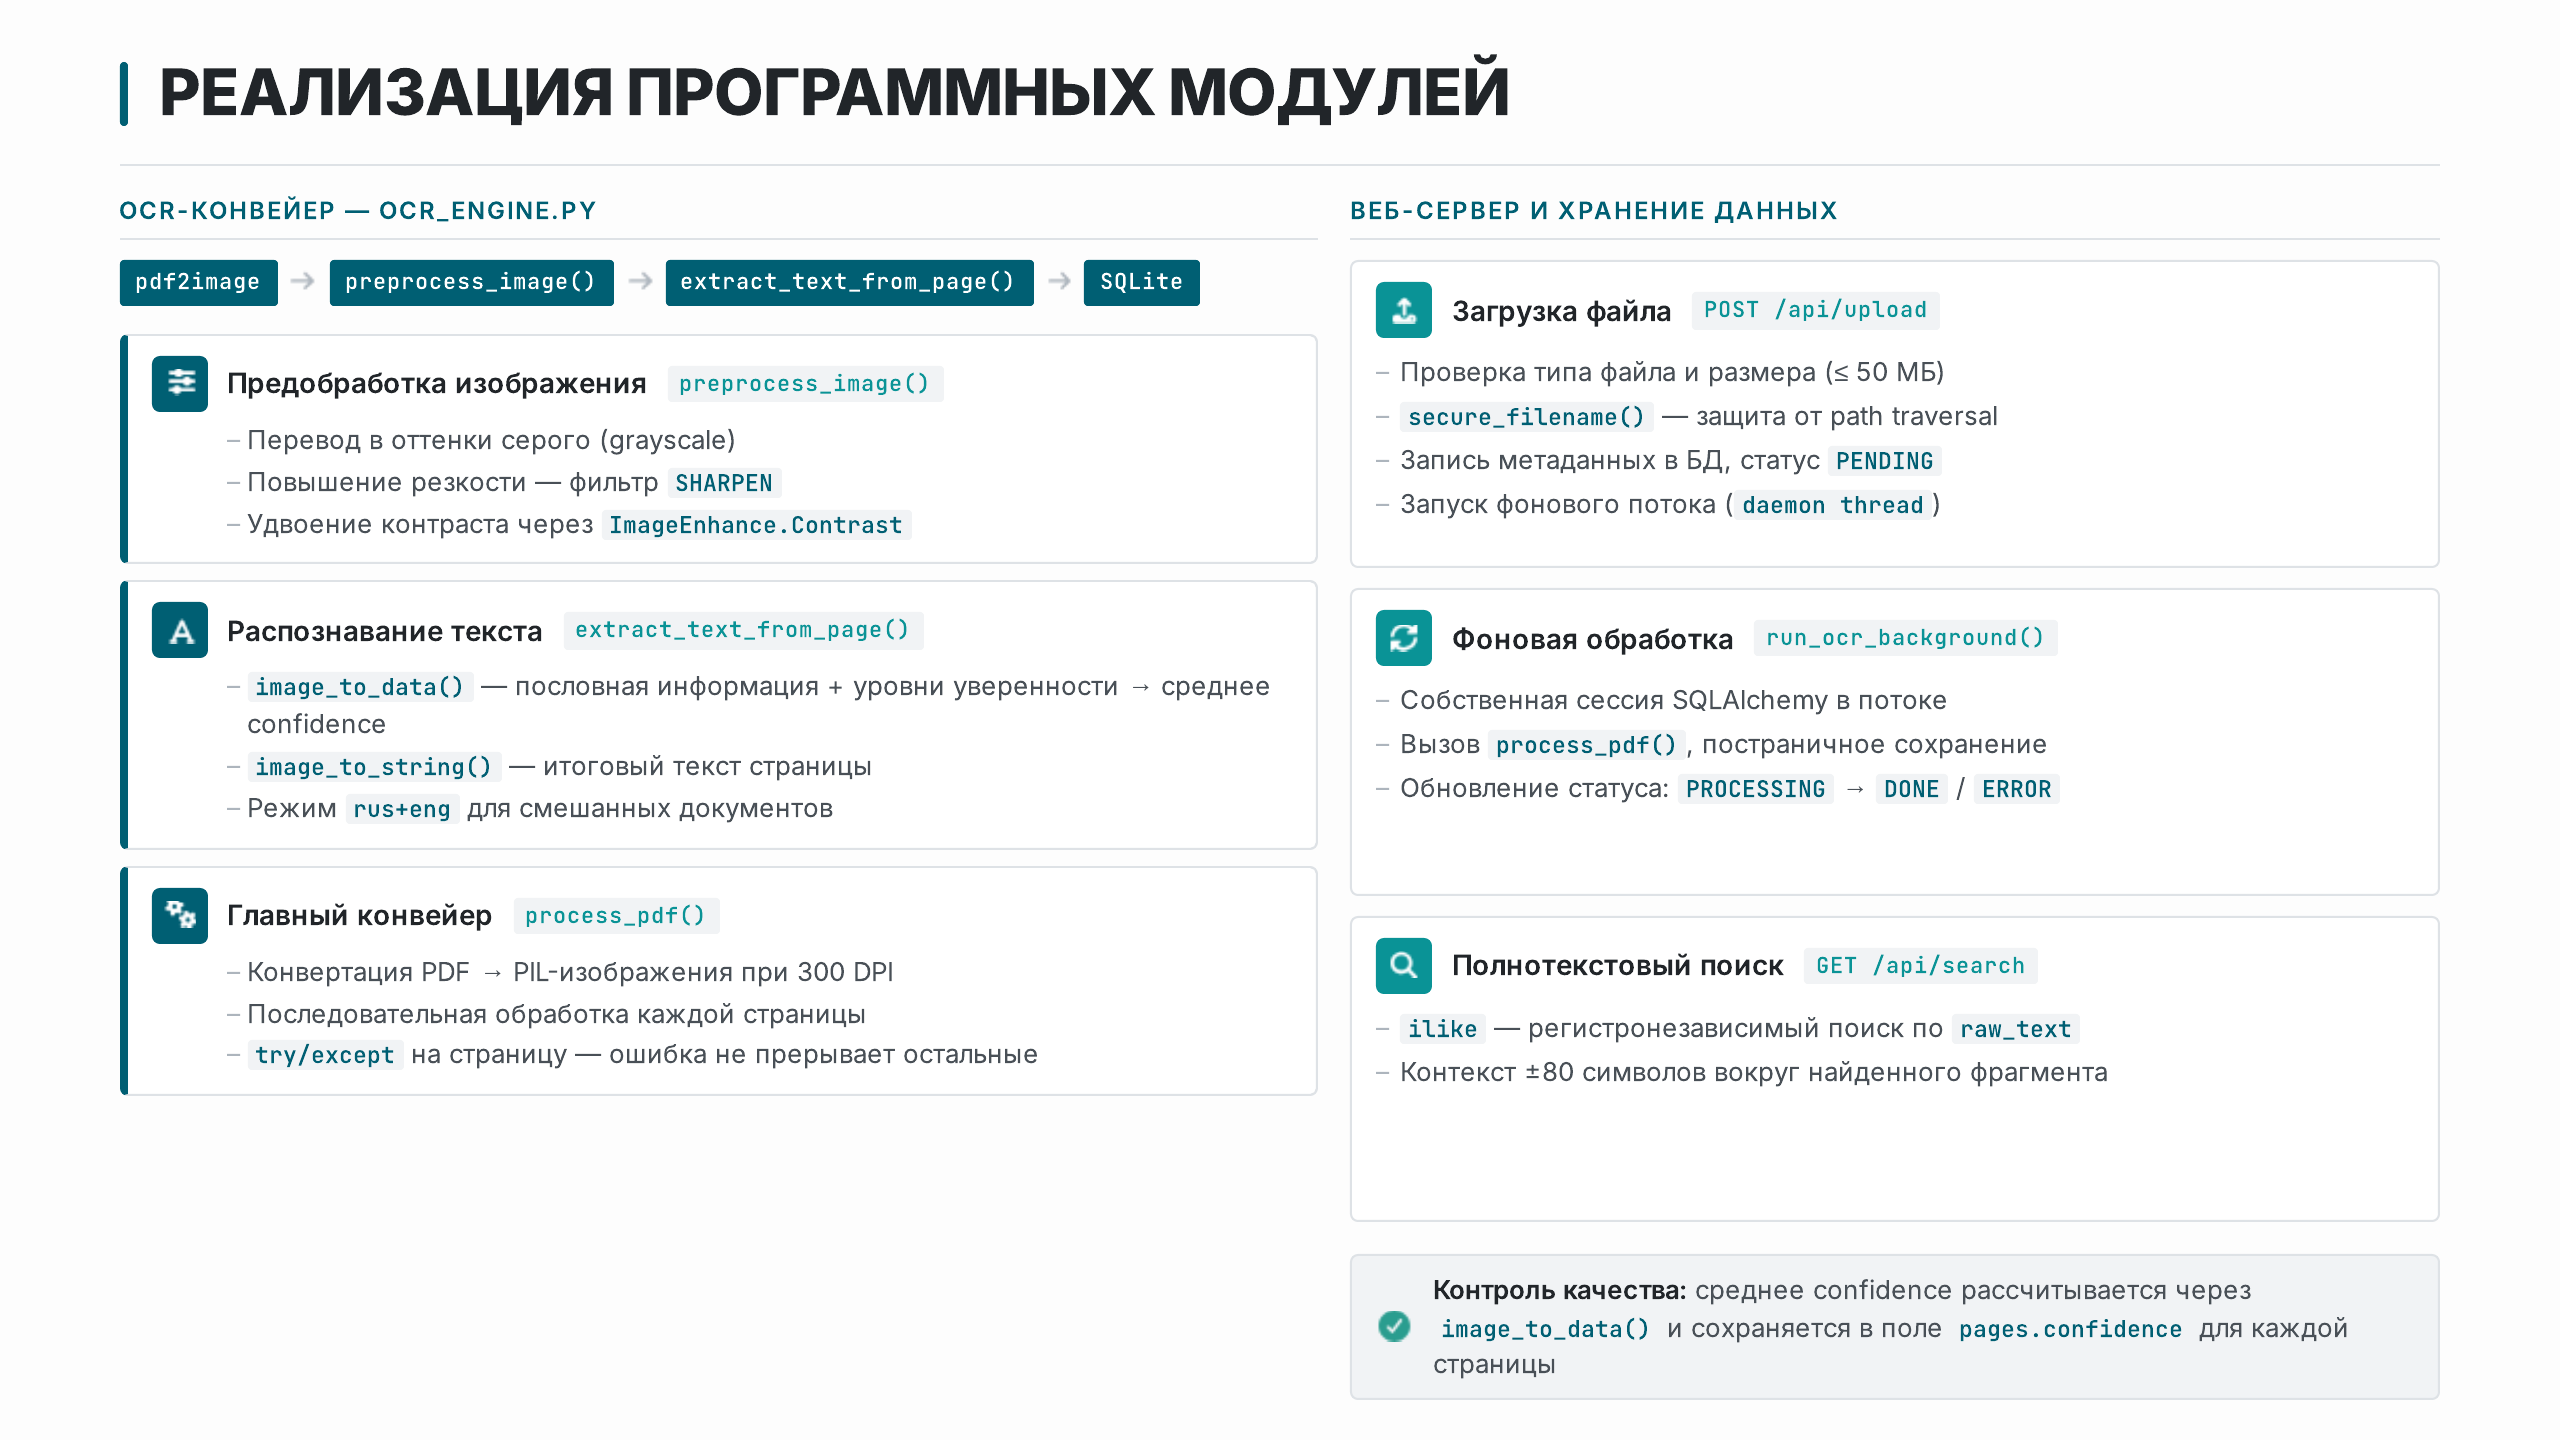 РЕАЛИЗАЦИЯ ПРОГРАММНЫХ МОДУЛЕЙ
OCR-КОНВЕЙЕР — OCR_ENGINE.PY
pdf2image → preprocess_image() → extract_text_from_page() → SQLite
Предобработка изображения preprocess_image()
– Перевод в оттенки серого (grayscale)
– Повышение резкости — фильтр SHARPEN
– Удвоение контраста через ImageEnhance.Contrast
Распознавание текста extract_text_from_page()
– image_to_data() — пословная информация + уровни уверенности → среднее
confidence
– image_to_string() — итоговый текст страницы
– Режим rus+eng для смешанных документов
Главный конвейер process_pdf()
– Конвертация PDF → PIL-изображения при 300 DPI
– Последовательная обработка каждой страницы
– try/except на страницу — ошибка не прерывает остальные
ВЕБ-СЕРВЕР И ХРАНЕНИЕ ДАННЫХ
Загрузка файла POST /api/upload
– Проверка типа файла и размера (≤ 50 МБ)
– secure_filename() — защита от path traversal
– Запись метаданных в БД, статус PENDING
– Запуск фонового потока ( daemon thread )
Фоновая обработка run_ocr_background()
– Собственная сессия SQLAlchemy в потоке
– Вызов process_pdf() , постраничное сохранение
– Обновление статуса: PROCESSING → DONE / ERROR
Полнотекстовый поиск GET /api/search
– ilike — регистронезависимый поиск по raw_text
– Контекст ±80 символов вокруг найденного фрагмента
Контроль качества: среднее confidence рассчитывается через
image_to_data() и сохраняется в поле pages.confidence для каждой
страницы